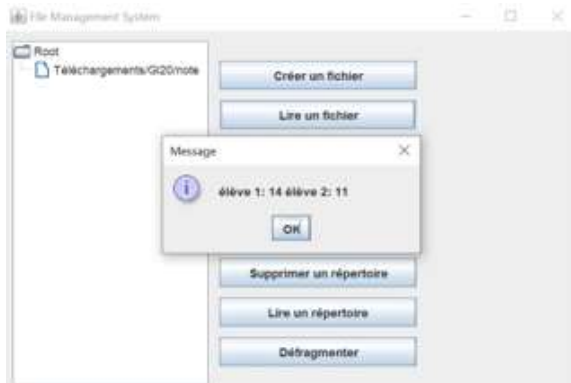 File Management System
Root
Téléchargements/GI20/note
Créer un fichier
Lire un fichier
Message
élève 1: 14 élève 2: 11
OK
Supprimer un répertoire
Lire un répertoire
Défragmenter